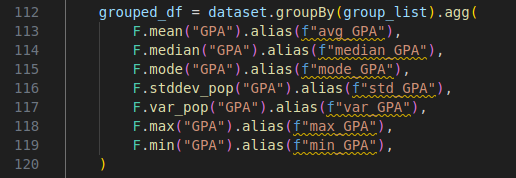 112 grouped_df = dataset.groupBy(group_list).agg(
113 F.mean("GPA").alias(f"avg_GPA"),
114 F.median("GPA").alias(f"median_GPA"),
115 F.mode("GPA").alias(f"mode_GPA"),
116 F.stddev_pop("GPA").alias(f"std_GPA"),
117 F.var_pop("GPA").alias(f"var_GPA"),
118 F.max("GPA").alias(f"max_GPA"),
119 F.min("GPA").alias(f"min_GPA"),
120 )